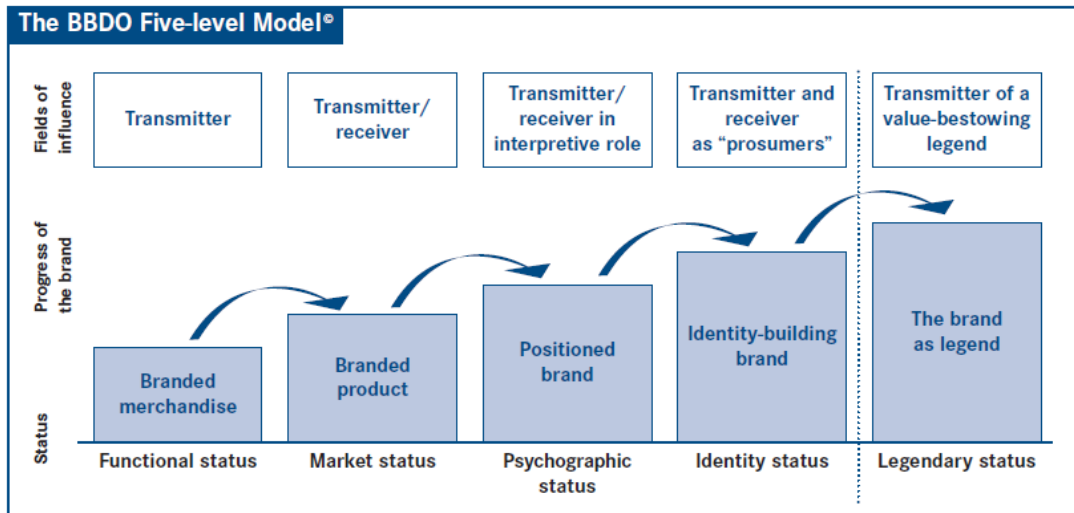 The BBDO Five-level Model©
Fields of
influence
Transmitter
Transmitter/
receiver
Transmitter/
receiver in
interpretive role
Transmitter and
receiver
as “prosumers”
Transmitter of a
value-bestowing
legend
Progress of
the brand
Branded
merchandise
Branded
product
Positioned
brand
Identity-building
brand
The brand
as legend
Status
Functional status
Market status
Psychographic
status
Identity status
Legendary status